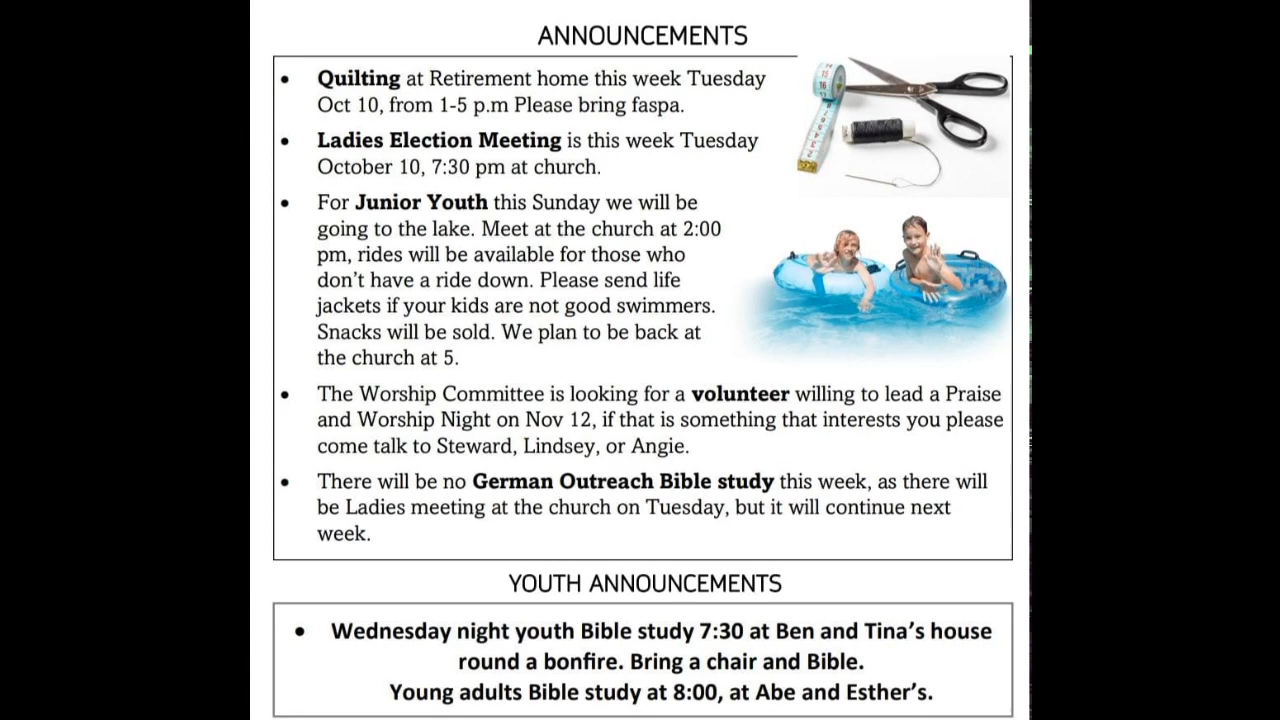 ANNOUNCEMENTS
• Quilting at Retirement home this week Tuesday
Oct 10, from 1-5 p.m Please bring faspa.
• Ladies Election Meeting is this week Tuesday
October 10, 7:30 pm at church.
• For Junior Youth this Sunday we will be
going to the lake. Meet at the church at 2:00
pm, rides will be available for those who
don't have a ride down. Please send life
jackets if your kids are not good swimmers.
Snacks will be sold. We plan to be back at
the church at 5.
• The Worship Committee is looking for a volunteer willing to lead a Praise
and Worship Night on Nov 12, if that is something that interests you please
come talk to Steward, Lindsey, or Angie.
• There will be no German Outreach Bible study this week, as there will
be Ladies meeting at the church on Tuesday, but it will continue next
week.
YOUTH ANNOUNCEMENTS
• Wednesday night youth Bible study 7:30 at Ben and Tina's house
round a bonfire. Bring a chair and Bible.
Young adults Bible study at 8:00, at Abe and Esther's.